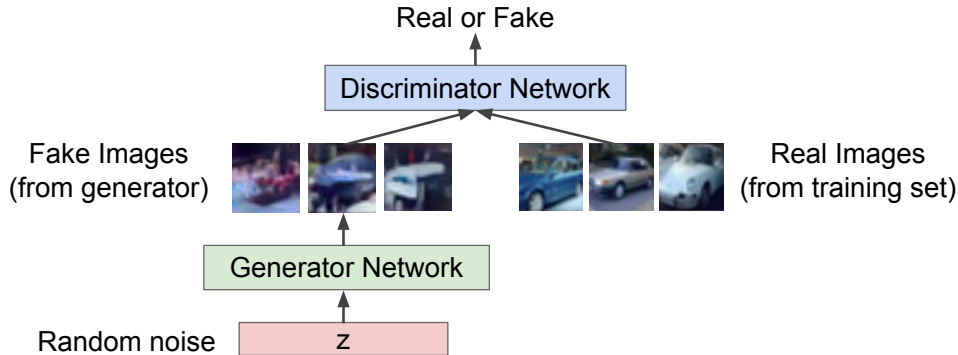 Real or Fake
Discriminator Network
Fake Images
(from generator)
Real Images
(from training set)
Generator Network
Random noise
z